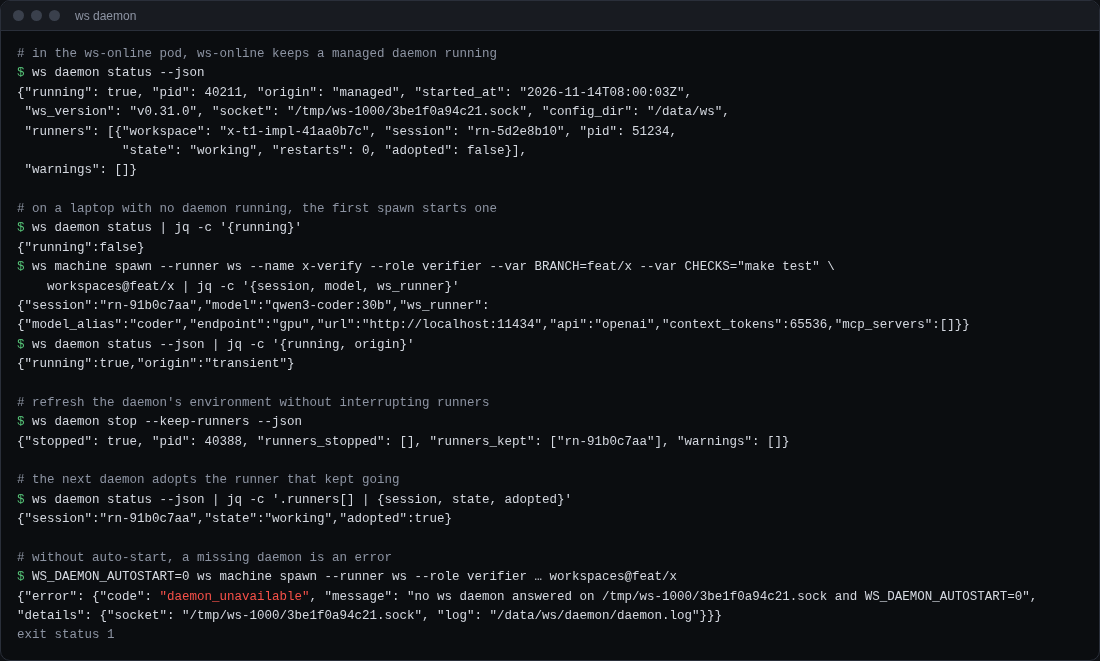 ws daemon
# in the ws-online pod, ws-online keeps a managed daemon running
$ ws daemon status --json
{"running": true, "pid": 40211, "origin": "managed", "started_at": "2026-11-14T08:00:03Z",
 "ws_version": "v0.31.0", "socket": "/tmp/ws-1000/3be1f0a94c21.sock", "config_dir": "/data/ws",
 "runners": [{"workspace": "x-t1-impl-41aa0b7c", "session": "rn-5d2e8b10", "pid": 51234,
              "state": "working", "restarts": 0, "adopted": false}],
 "warnings": []}
# on a laptop with no daemon running, the first spawn starts one
$ ws daemon status | jq -c '{running}'
{"running":false}
$ ws machine spawn --runner ws --name x-verify --role verifier --var BRANCH=feat/x --var CHECKS="make test" \
    workspaces@feat/x | jq -c '{session, model, ws_runner}'
{"session":"rn-91b0c7aa","model":"qwen3-coder:30b","ws_runner":
{"model_alias":"coder","endpoint":"gpu","url":"http://localhost:11434","api":"openai","context_tokens":65536,"mcp_servers":[]}}
$ ws daemon status --json | jq -c '{running, origin}'
{"running":true,"origin":"transient"}
# refresh the daemon's environment without interrupting runners
$ ws daemon stop --keep-runners --json
{"stopped": true, "pid": 40388, "runners_stopped": [], "runners_kept": ["rn-91b0c7aa"], "warnings": []}
# the next daemon adopts the runner that kept going
$ ws daemon status --json | jq -c '.runners[] | {session, state, adopted}'
{"session":"rn-91b0c7aa","state":"working","adopted":true}
# without auto-start, a missing daemon is an error
$ WS_DAEMON_AUTOSTART=0 ws machine spawn --runner ws --role verifier … workspaces@feat/x
{"error": {"code": "daemon_unavailable", "message": "no ws daemon answered on /tmp/ws-1000/3be1f0a94c21.sock and WS_DAEMON_AUTOSTART=0",
"details": {"socket": "/tmp/ws-1000/3be1f0a94c21.sock", "log": "/data/ws/daemon/daemon.log"}}}
exit status 1